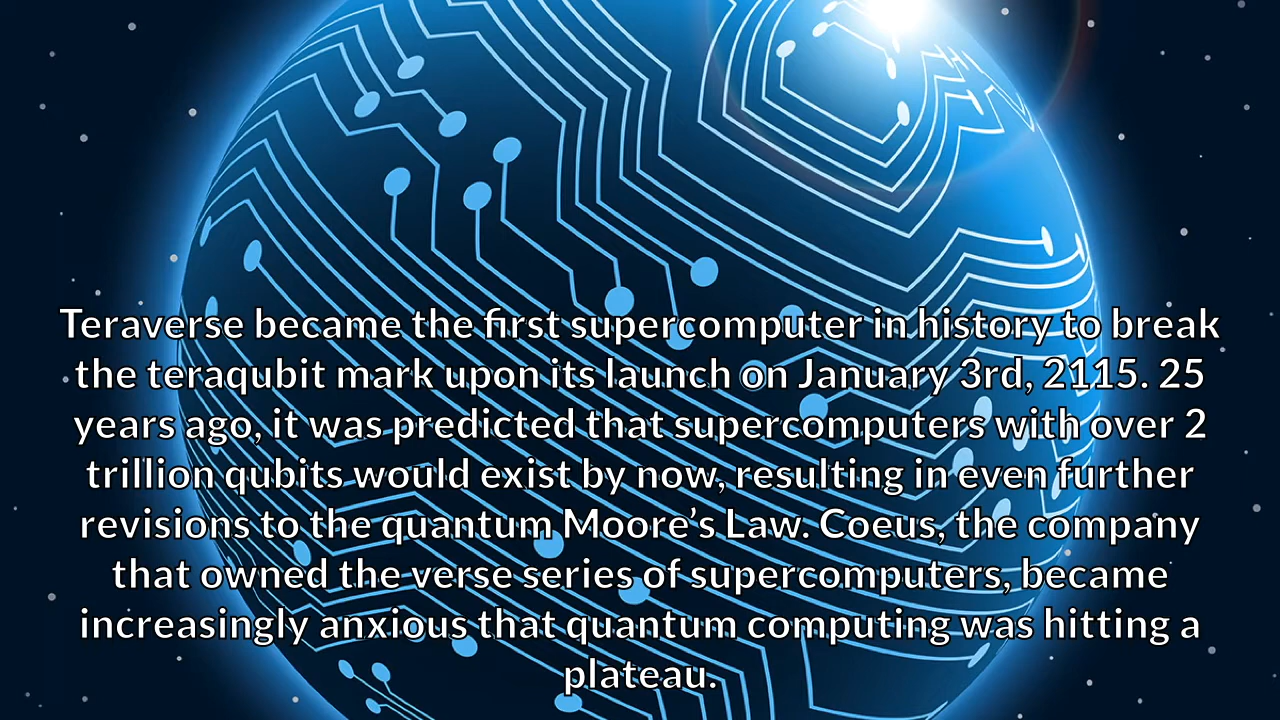 Teraverse became the first supercomputer in history to break
the teraqubit mark upon its launch on January 3rd, 2115. 25
years ago, it was predicted that supercomputers with over 2
trillion qubits would exist by now, resulting in even further
revisions to the quantum Moore’s Law. Coeus, the company
that owned the verse series of supercomputers, became
increasingly anxious that quantum computing was hitting a
plateau.